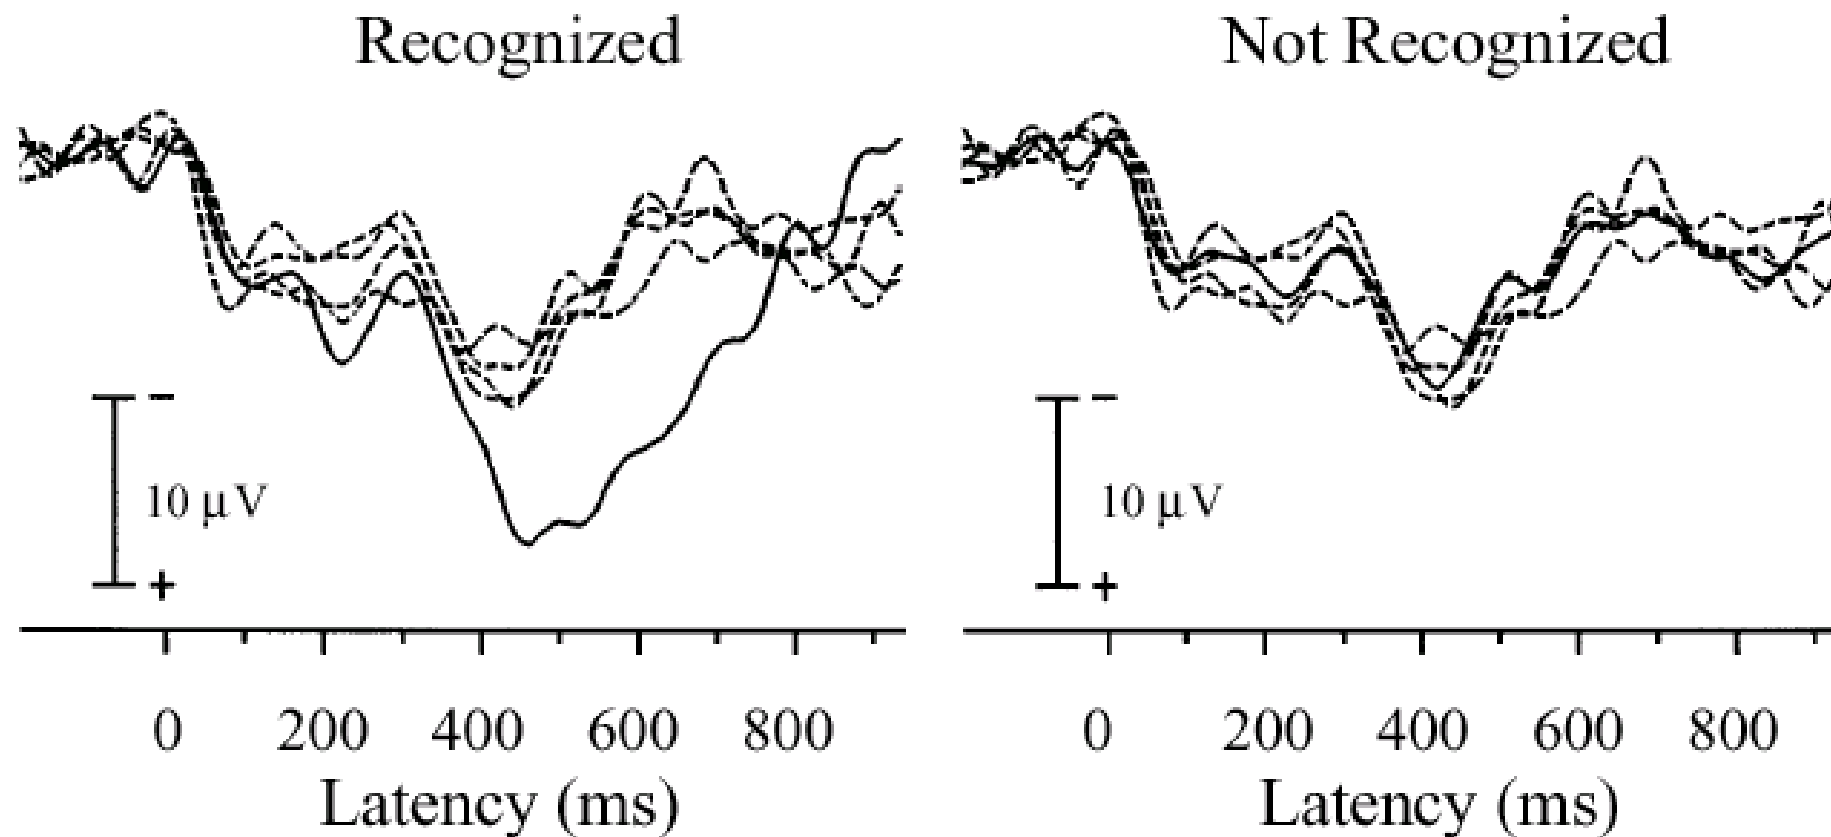 Recognized
Not Recognized
−
10 μV
+
−
10 μV
+
0 200 400 600 800
0 200 400 600 800
Latency (ms)
Latency (ms)